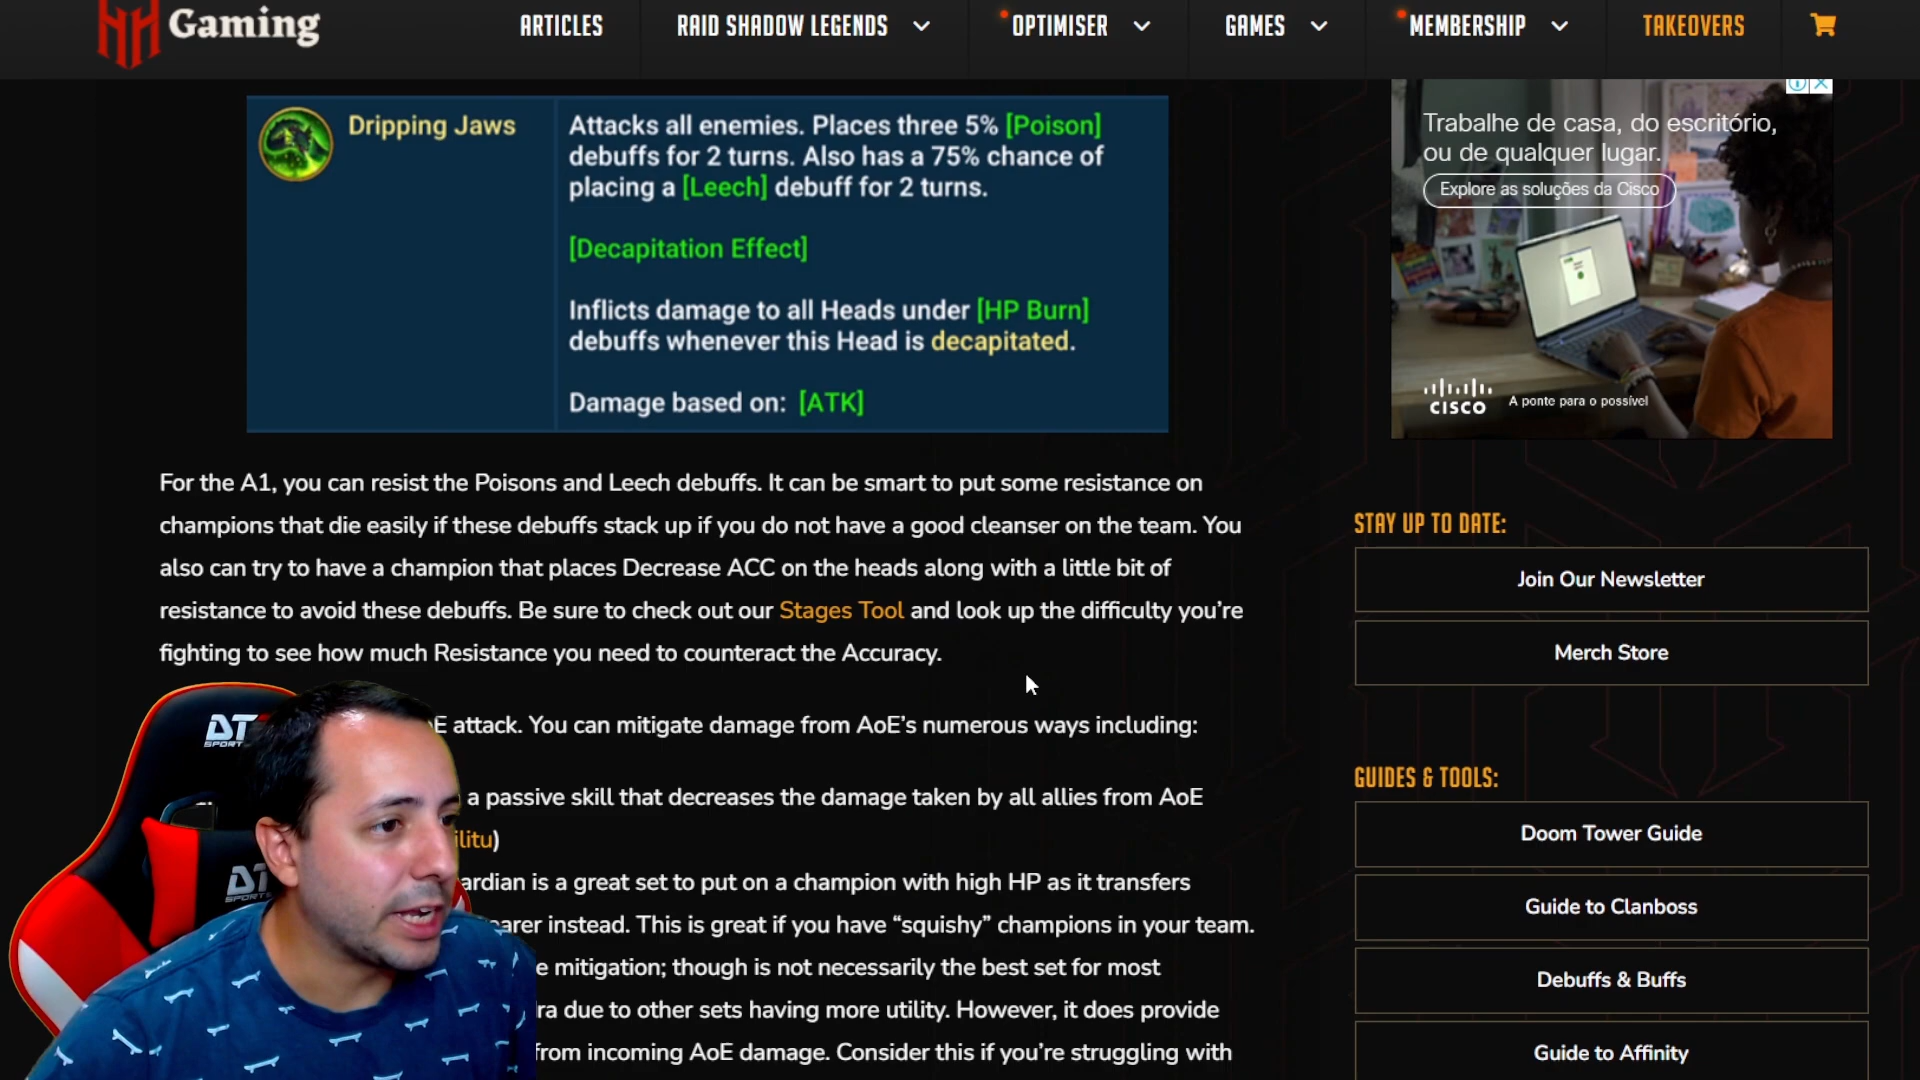 Gaming
ARTICLES
RAID SHADOW LEGENDS
OPTIMISER
GAMES
MEMBERSHIP
TAKEOVERS
Dripping Jaws
Attacks all enemies. Places three 5% [Poison]
debuffs for 2 turns. Also has a 75% chance of
placing a [Leech] debuff for 2 turns.
[Decapitation Effect]
Inflicts damage to all Heads under [HP Burn]
debuffs whenever this Head is decapitated.
Damage based on: [ATK]
Trabalhe de casa, do escritório,
ou de qualquer lugar.
Explore as soluções da Cisco
CISCO
A ponte para o possível
For the A1, you can resist the Poisons and Leech debuffs. It can be smart to put some resistance on
champions that die easily if these debuffs stack up if you do not have a good cleanser on the team. You
also can try to have a champion that places Decrease ACC on the heads along with a little bit of
resistance to avoid these debuffs. Be sure to check out our Stages Tool and look up the difficulty you're
fighting to see how much Resistance you need to counteract the Accuracy.
E attack. You can mitigate damage from AoE's numerous ways including:
a passive skill that decreases the damage taken by all allies from AoE
ilitu)
ardian is a great set to put on a champion with high HP as it transfers
arer instead. This is great if you have “squishy” champions in your team.
e mitigation; though is not necessarily the best set for most
ra due to other sets having more utility. However, it does provide
from incoming AoE damage. Consider this if you're struggling with
STAY UP TO DATE:
Join Our Newsletter
Merch Store
GUIDES & TOOLS:
Doom Tower Guide
Guide to Clanboss
Debuffs & Buffs
Guide to Affinity
DT
SPORT
DT